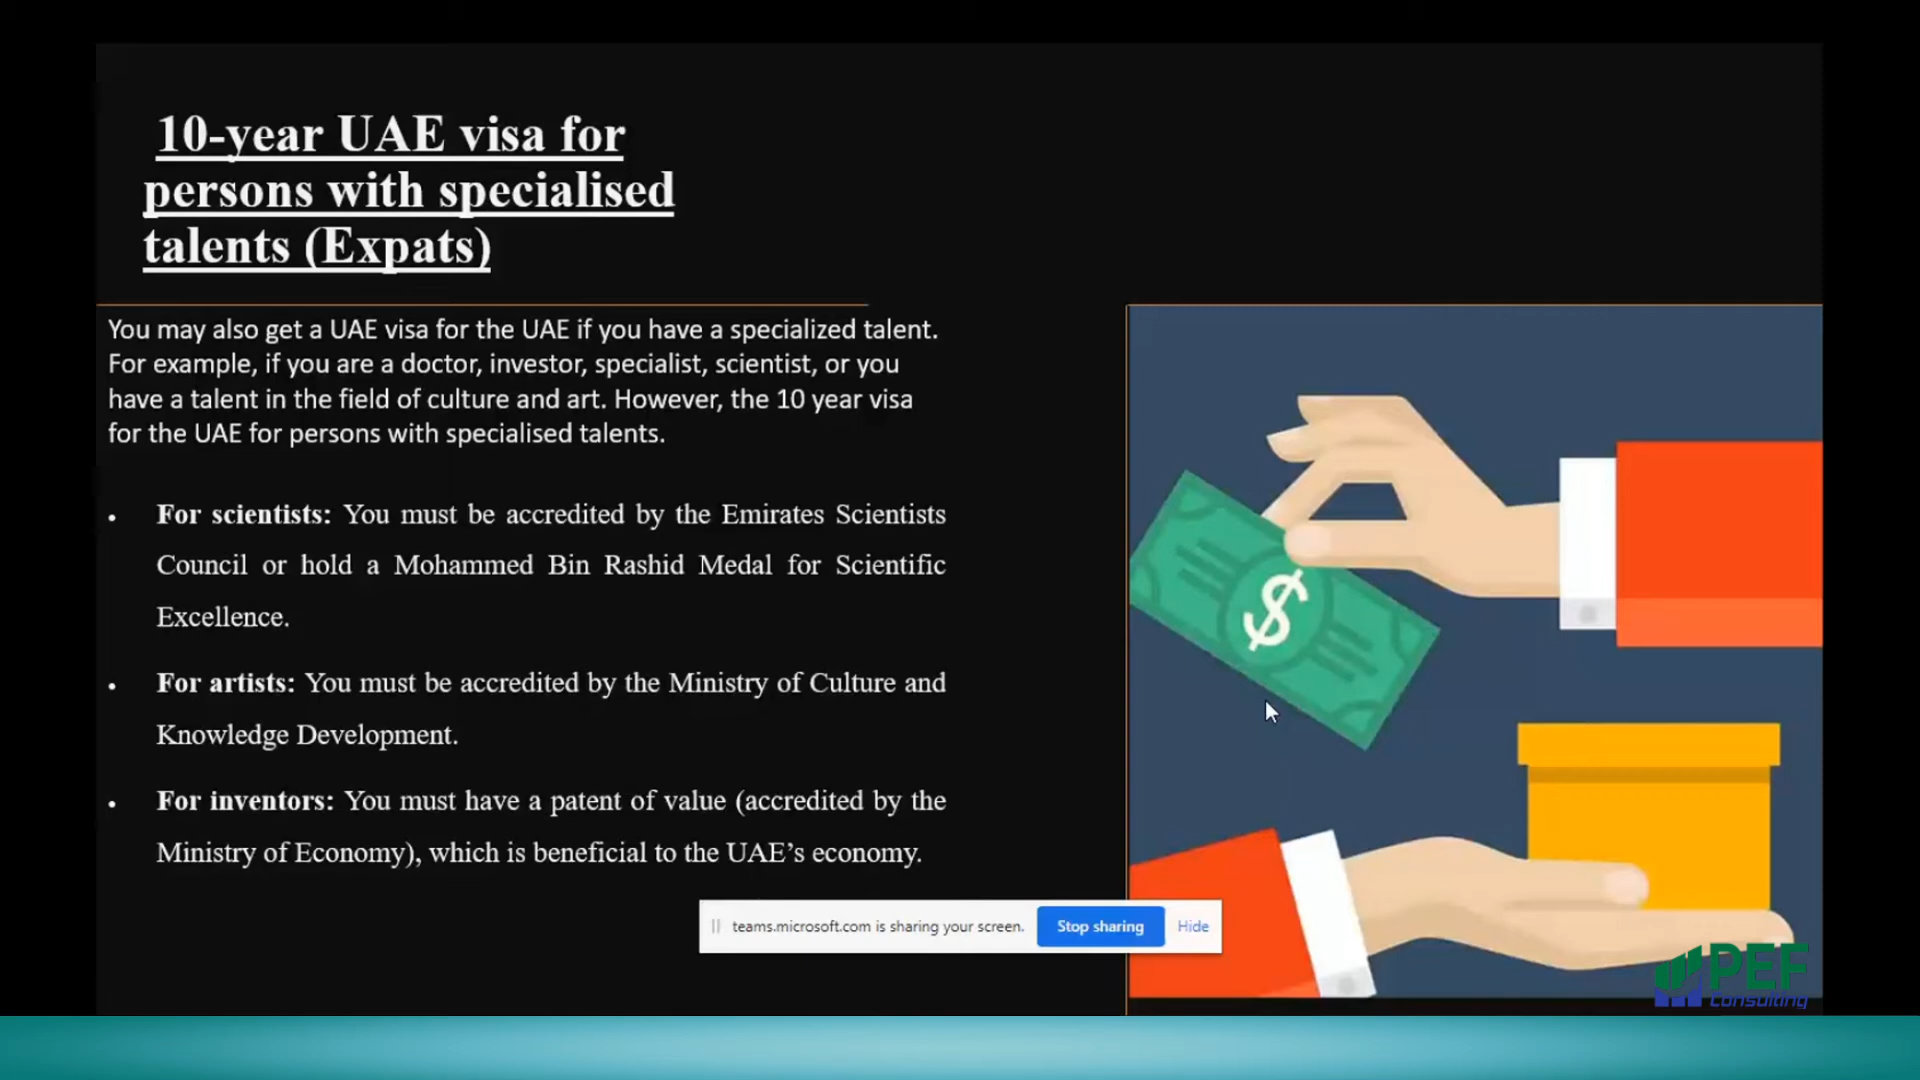 10-year UAE visa for
persons with specialised
talents (Expats)
You may also get a UAE visa for the UAE if you have a specialized talent.
For example, if you are a doctor, investor, specialist, scientist, or you
have a talent in the field of culture and art. However, the 10 year visa
for the UAE for persons with specialised talents.
• For scientists: You must be accredited by the Emirates Scientists
Council or hold a Mohammed Bin Rashid Medal for Scientific
Excellence.
• For artists: You must be accredited by the Ministry of Culture and
Knowledge Development.
• For inventors: You must have a patent of value (accredited by the
Ministry of Economy), which is beneficial to the UAE’s economy.
$
teams.microsoft.com is sharing your screen. Stop sharing Hide
PEF
Consulting